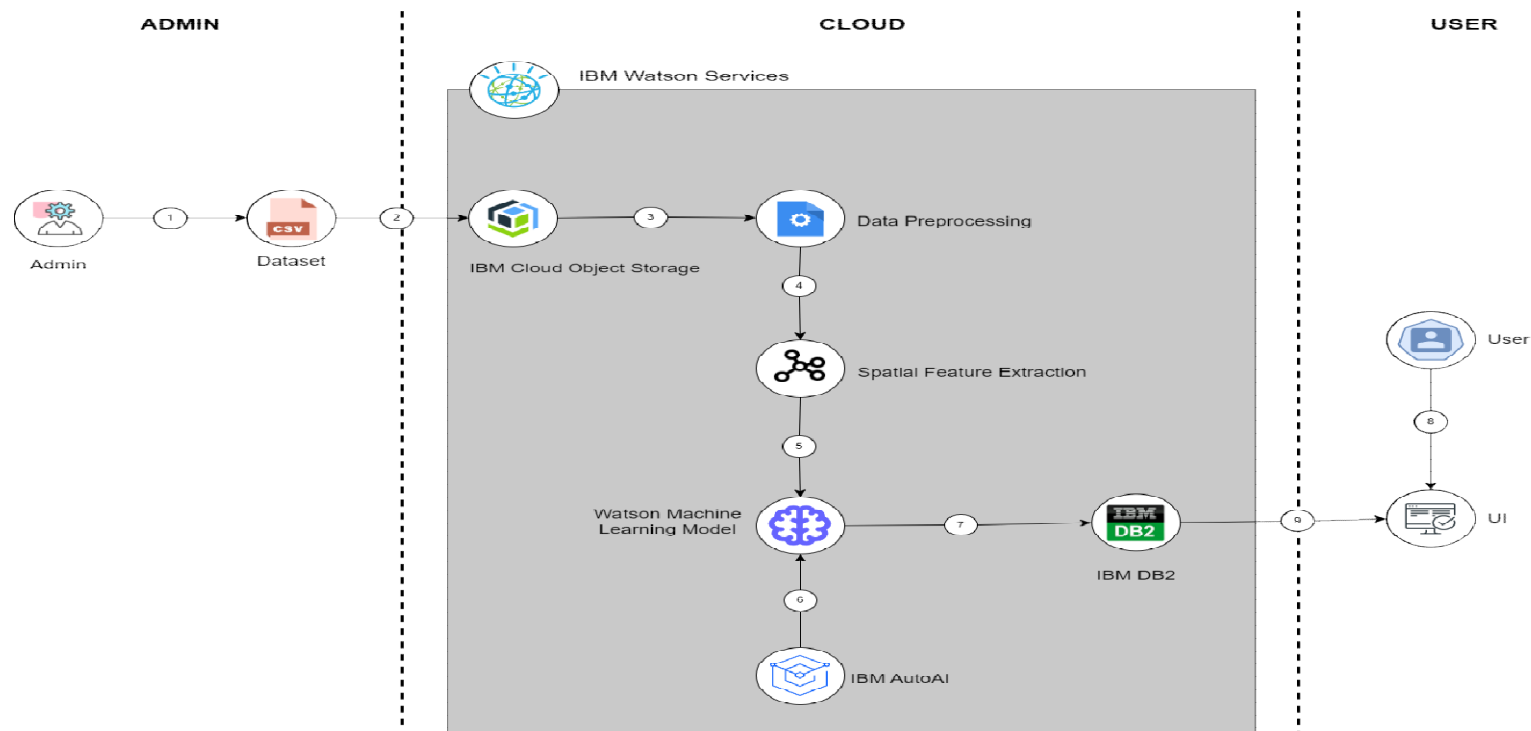 ADMIN
CLOUD
USER
IBM Watson Services
1
CSV
2
3
Data Preprocessing
Admin
Dataset
IBM Cloud Object Storage
4
User
Spatial Feature Extraction
8
5
Watson Machine
Learning Model
7
IBM
DB2
9
UI
IBM DB2
6
IBM AutoAI